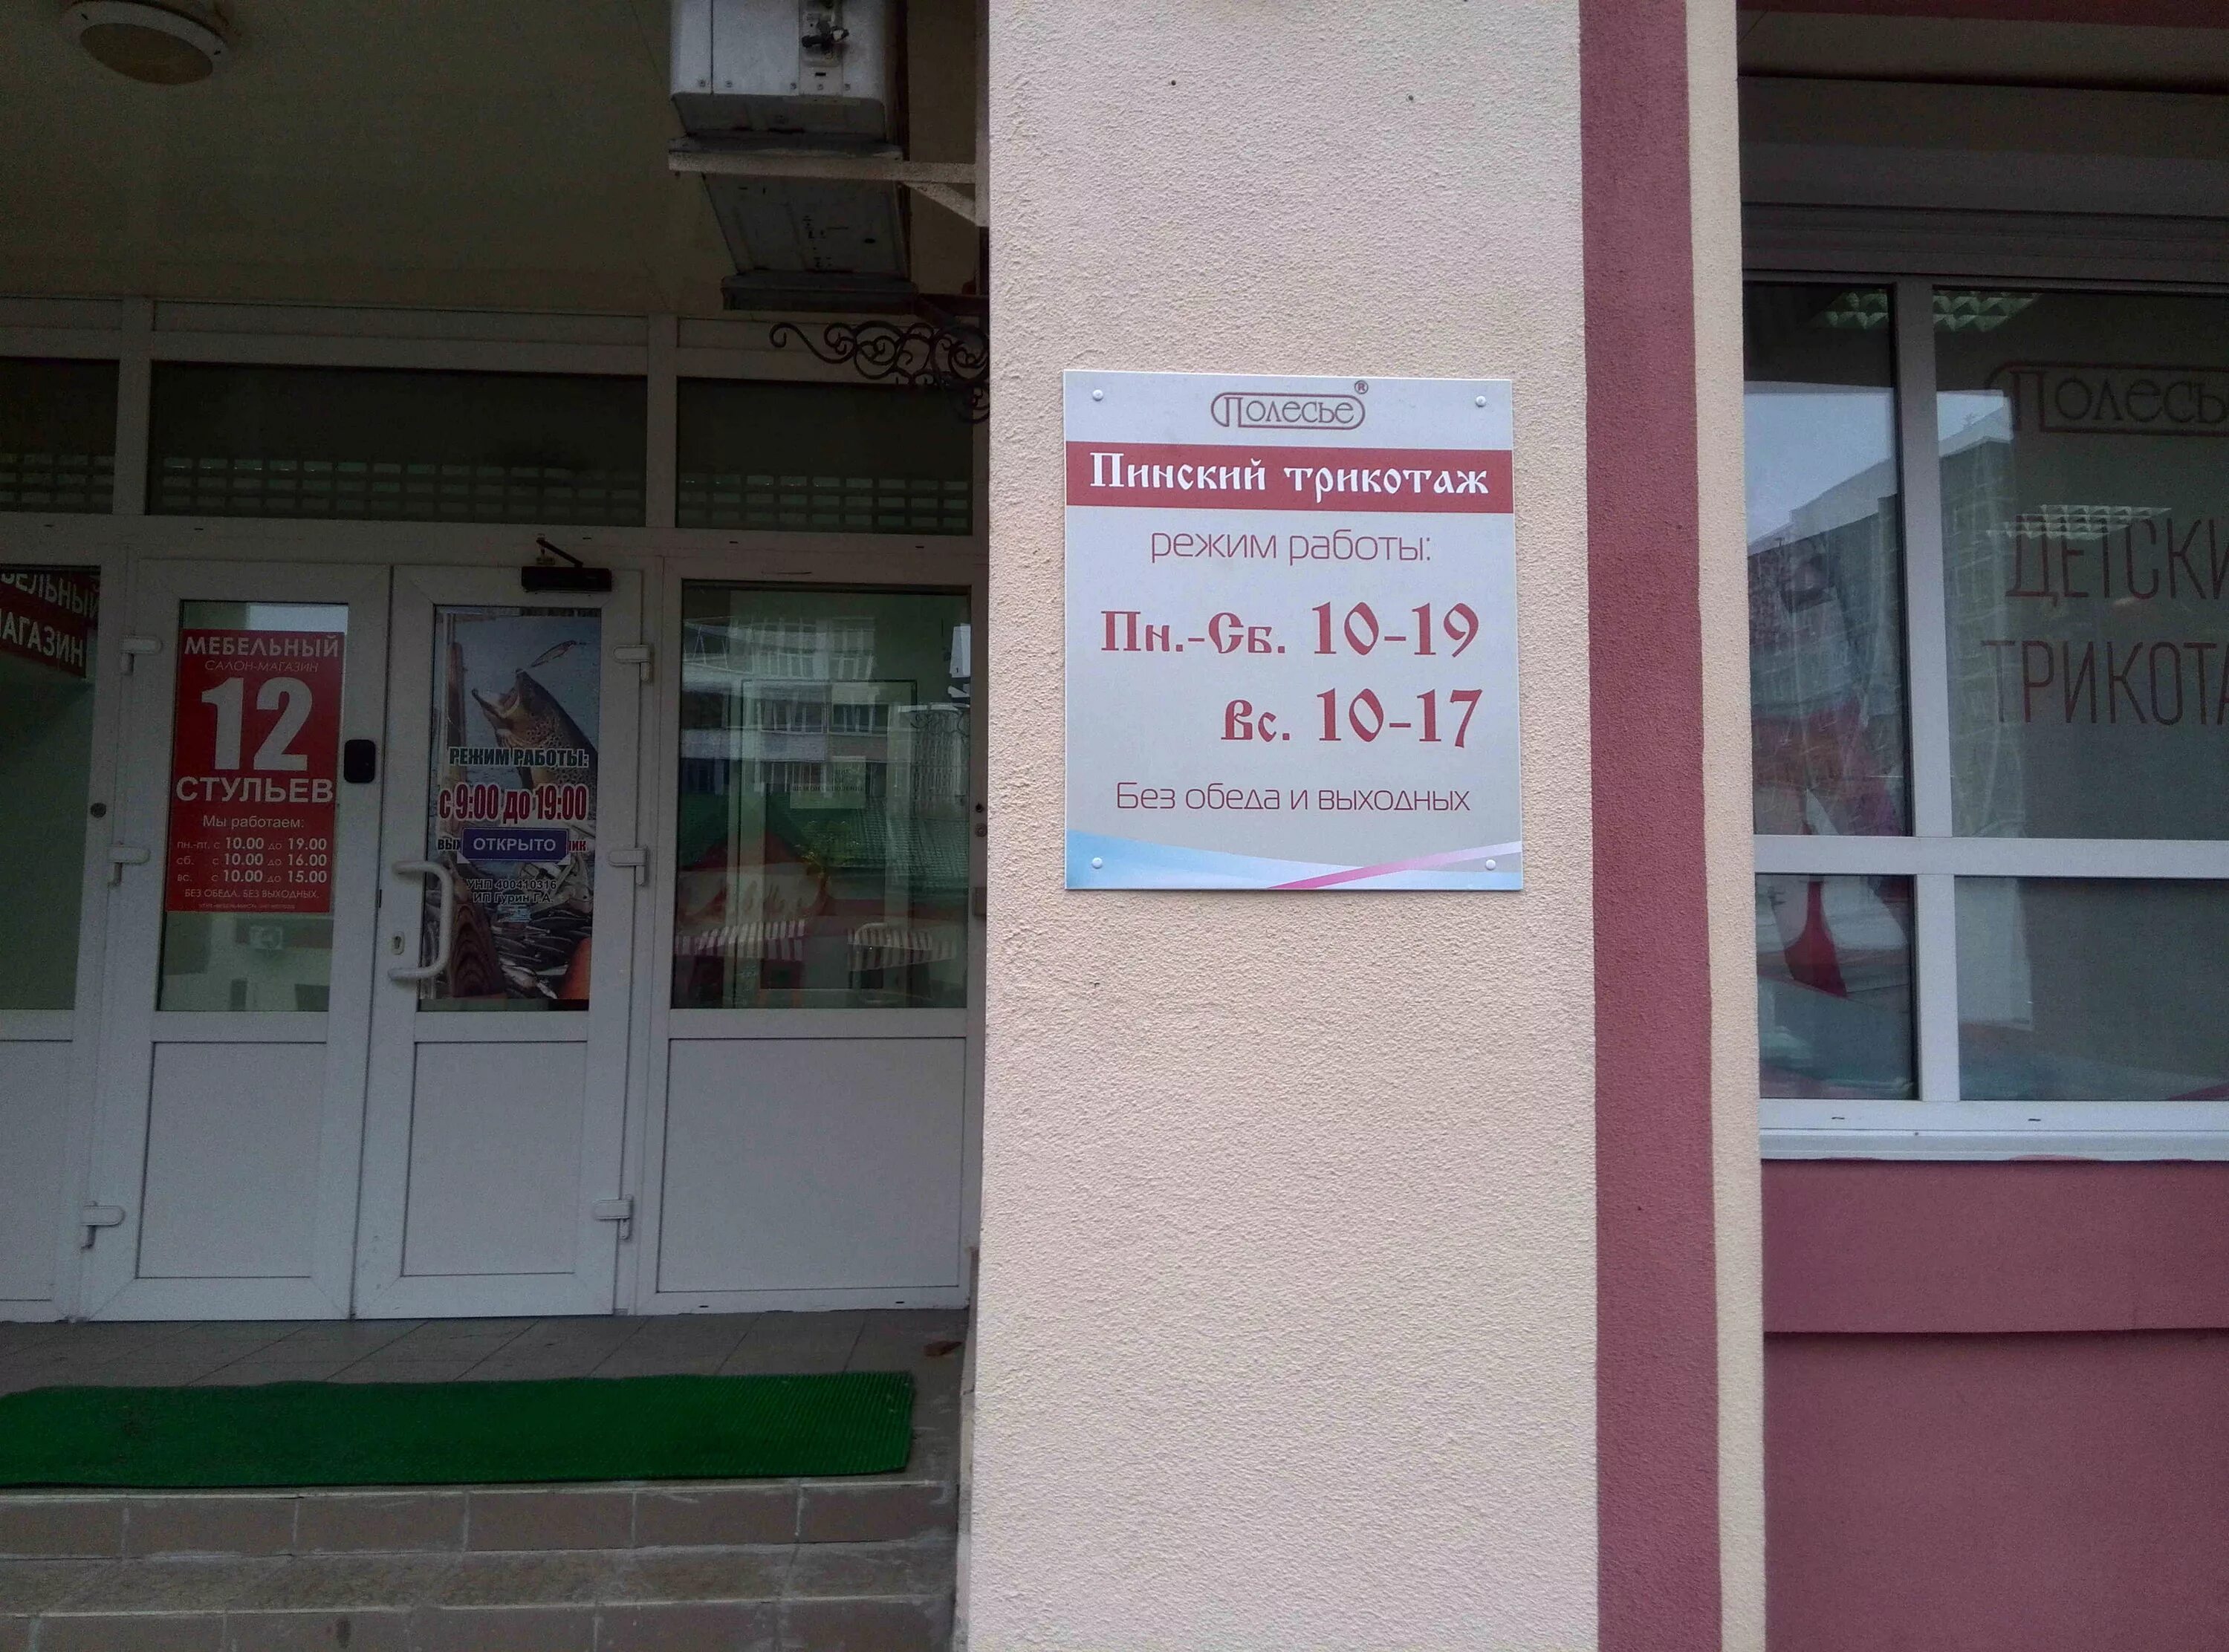 ЕЛЬНЫЙ
АГАЗИН
МЕБЕЛЬНЫЙ
САЛОН-МАГАЗИН
12
СТУЛЬЕВ
Мы работаем:
пн.-пт. с 10.00 до 19.00
сб. с 10.00 до 16.00
вс. с 10.00 до 15.00
БЕЗ ОБЕДА. БЕЗ ВЫХОДНЫХ.
РЕЖИМ РАБОТЫ:
с 9:00 до 19:00
ОТКРЫТО
УНП 400410316
ИП Гурин Г.А
Полесье®
Пинский трикотаж
режим работы:
Пн.-Сб. 10-19
Вс. 10-17
Без обеда и выходных
Полесь
ДЕТСКИ
ТРИКОТА